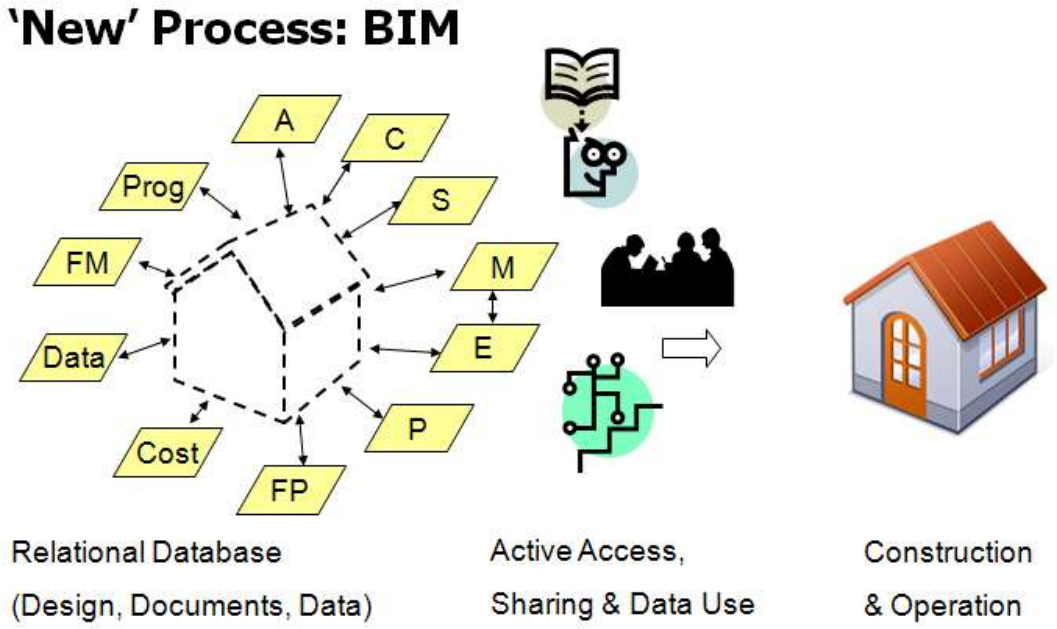 ‘New’ Process: BIM
A
C
Prog
S
FM
M
Data
E
P
Cost
FP
Relational Database
(Design, Documents, Data)
Active Access,
Sharing & Data Use
Construction
& Operation